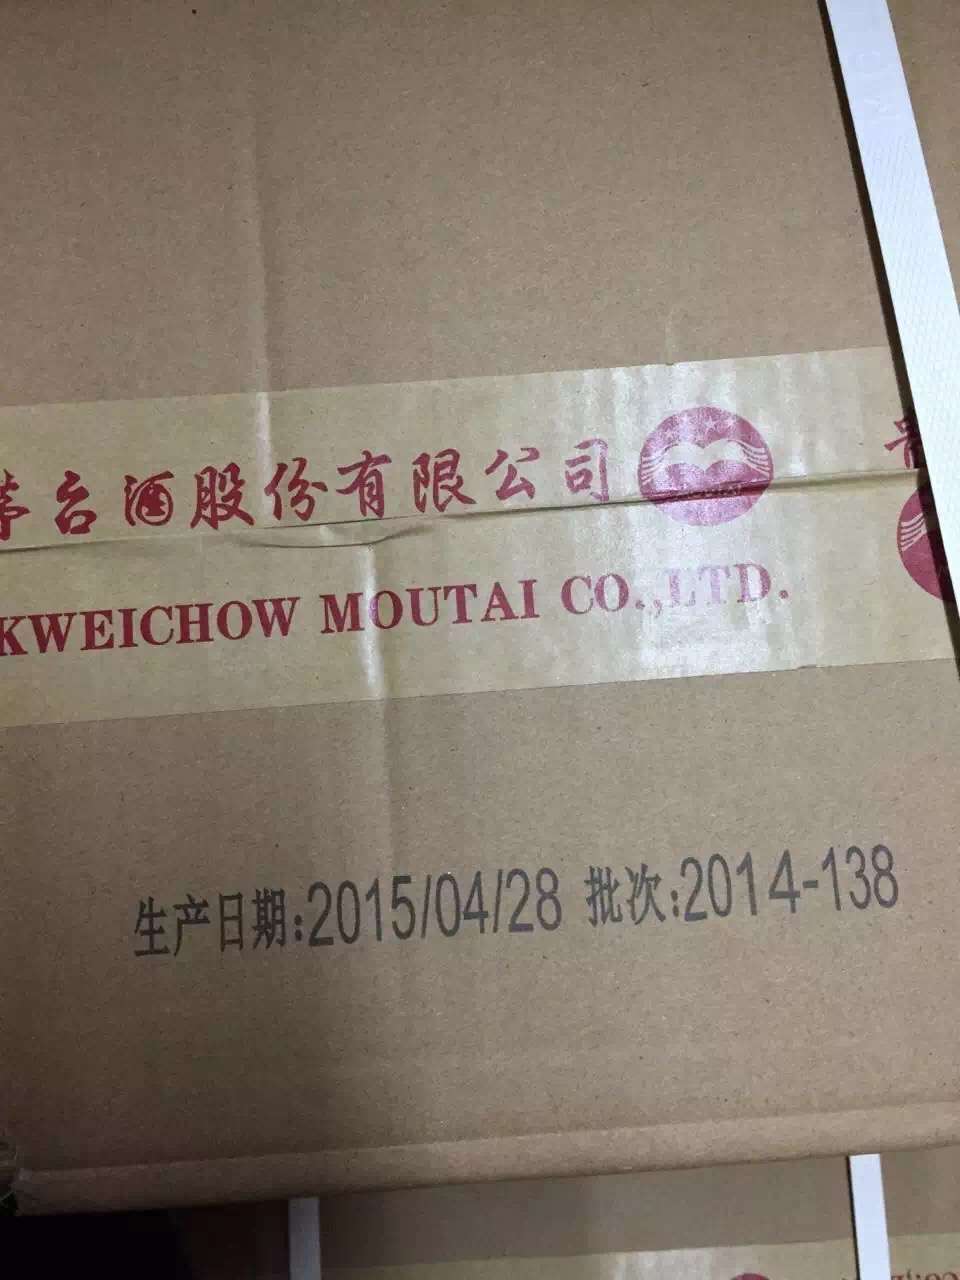 茅台酒股份有限公司
KWEICHOW MOUTAI CO.,LTD.
生产日期:2015/04/28 批次:2014-138